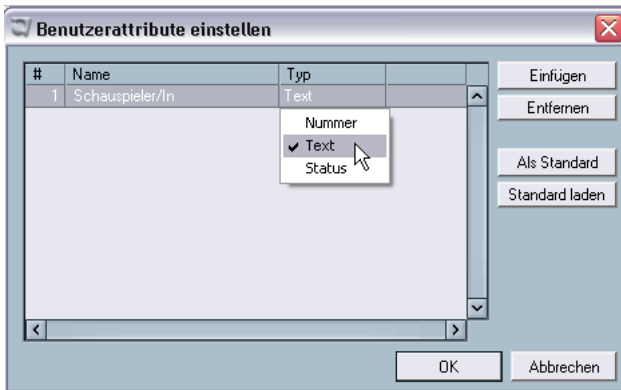 Benutzerattribute einstellen
# Name Typ
1 Schauspieler/In Text
Nummer
Text
Status
Einfügen
Entfernen
Als Standard
Standard laden
OK Abbrechen